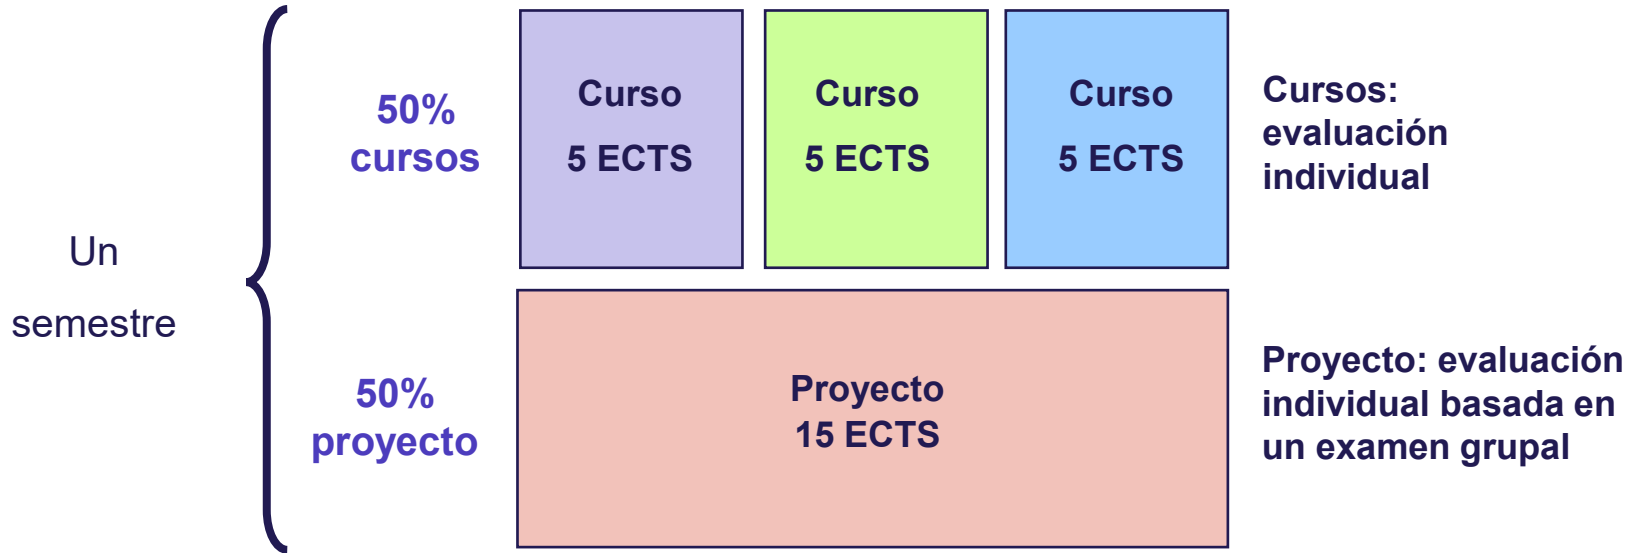 Un
semestre
50%
cursos
Curso
5 ECTS
Curso
5 ECTS
Curso
5 ECTS
Cursos:
evaluación
individual
50%
proyecto
Proyecto
15 ECTS
Proyecto: evaluación
individual basada en
un examen grupal